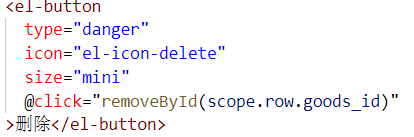 <el-button
type="danger"
icon="el-icon-delete"
size="mini"
@click="removeById(scope.row.goods_id)"
>删除</el-button>